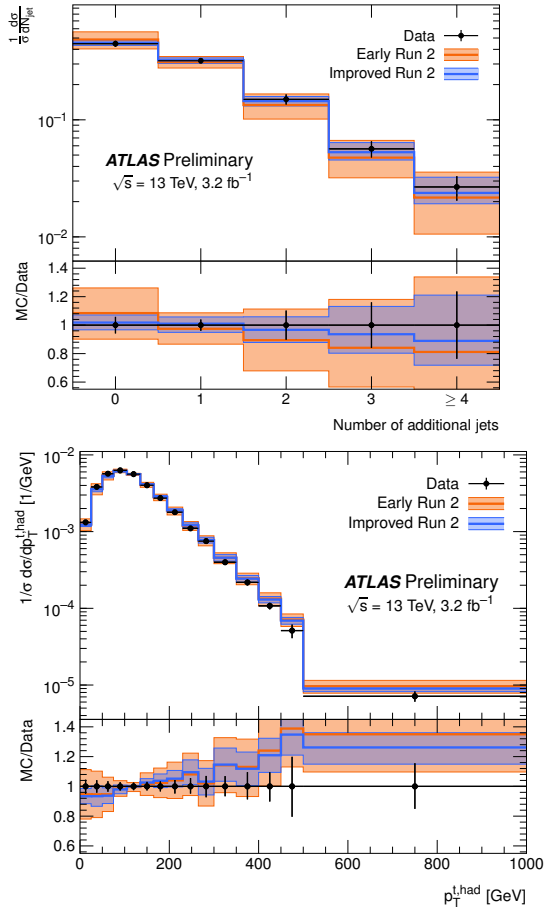 1/σ dσ/dN_jet
Data
Early Run 2
Improved Run 2
10⁻¹
ATLAS Preliminary
√s = 13 TeV, 3.2 fb⁻¹
10⁻²
MC/Data
1.4
1.2
1
0.8
0.6
0 1 2 3 ≥ 4
Number of additional jets
1/σ dσ/dp_T^{t,had} [1/GeV]
10⁻²
Data
Early Run 2
Improved Run 2
10⁻³
ATLAS Preliminary
√s = 13 TeV, 3.2 fb⁻¹
10⁻⁴
10⁻⁵
MC/Data
1.4
1.2
1
0.8
0.6
0 200 400 600 800 1000
p_T^{t,had} [GeV]